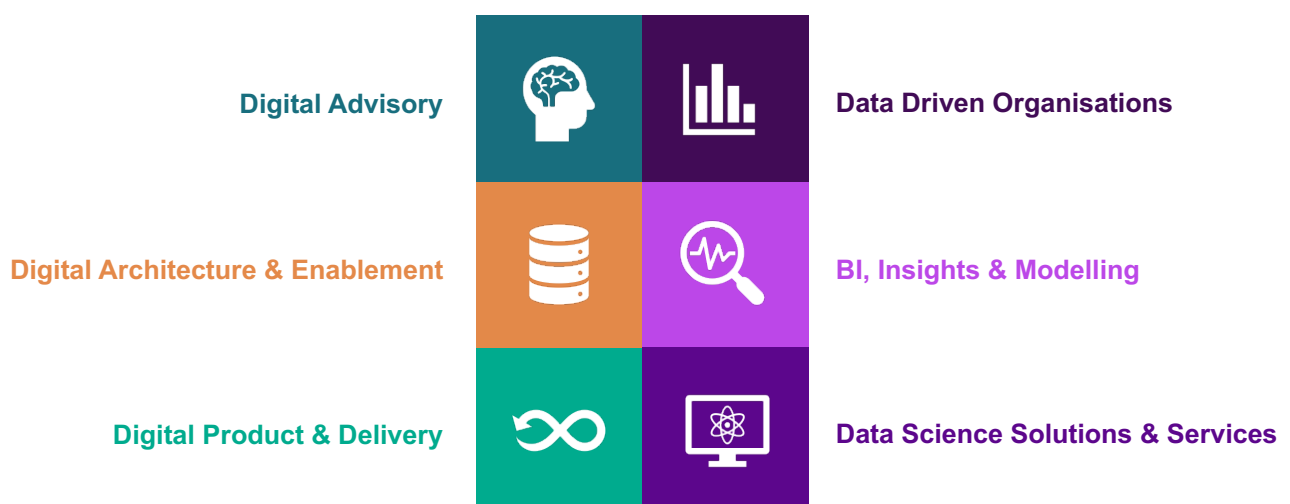 Digital Advisory
Data Driven Organisations
Digital Architecture & Enablement
BI, Insights & Modelling
Digital Product & Delivery
Data Science Solutions & Services